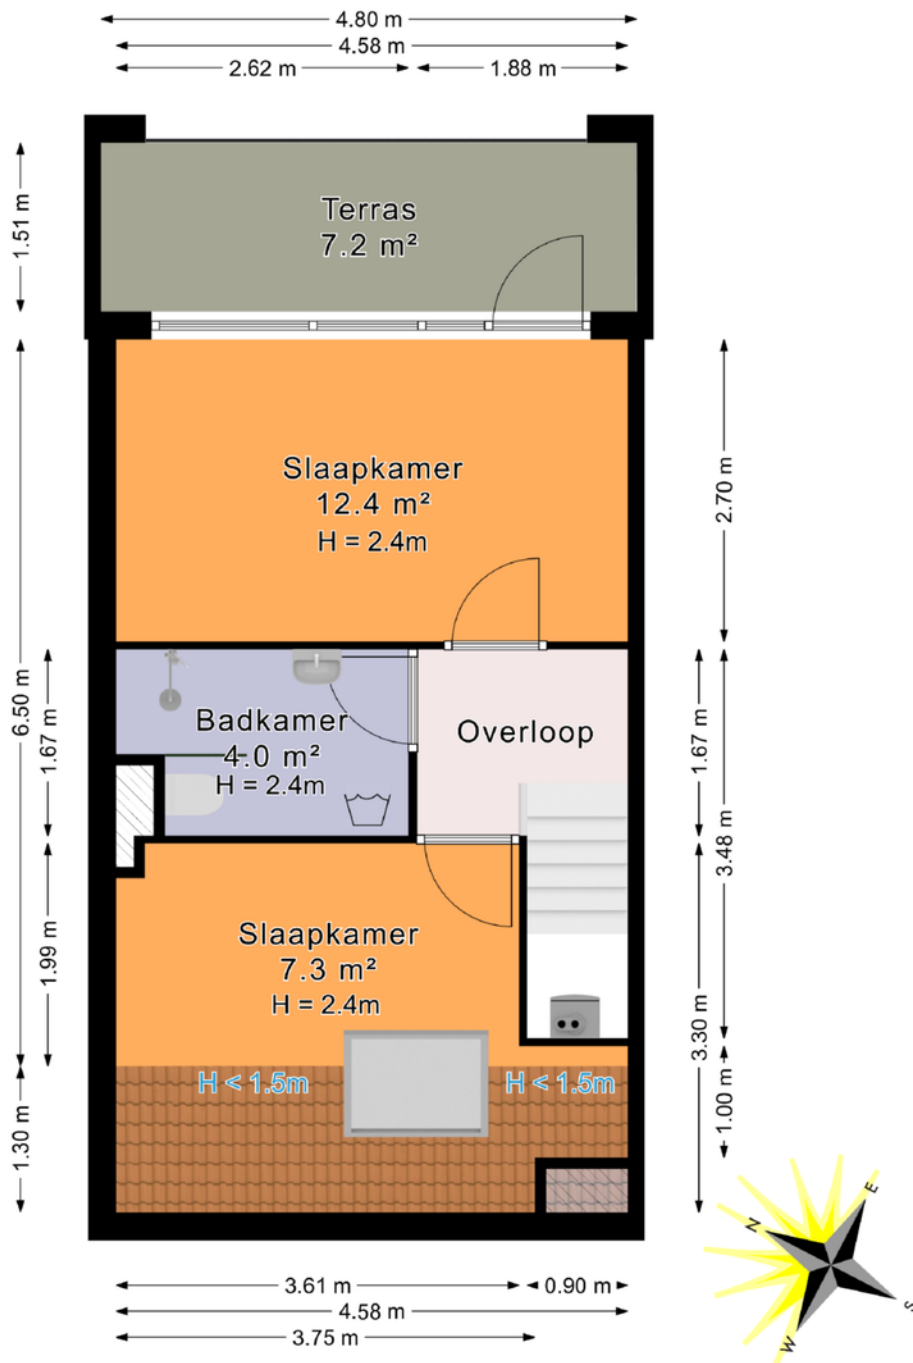 4.80 m
4.58 m
2.62 m
1.88 m
1.51 m
Terras
7.2 m²
Slaapkamer
12.4 m²
H = 2.4m
2.70 m
6.50 m
1.67 m
Badkamer
4.0 m²
H = 2.4m
Overloop
1.67 m
3.48 m
1.99 m
Slaapkamer
7.3 m²
H = 2.4m
3.30 m
H < 1.5m
H < 1.5m
1.30 m
1.00 m
N
E
S
W
3.61 m
0.90 m
4.58 m
3.75 m